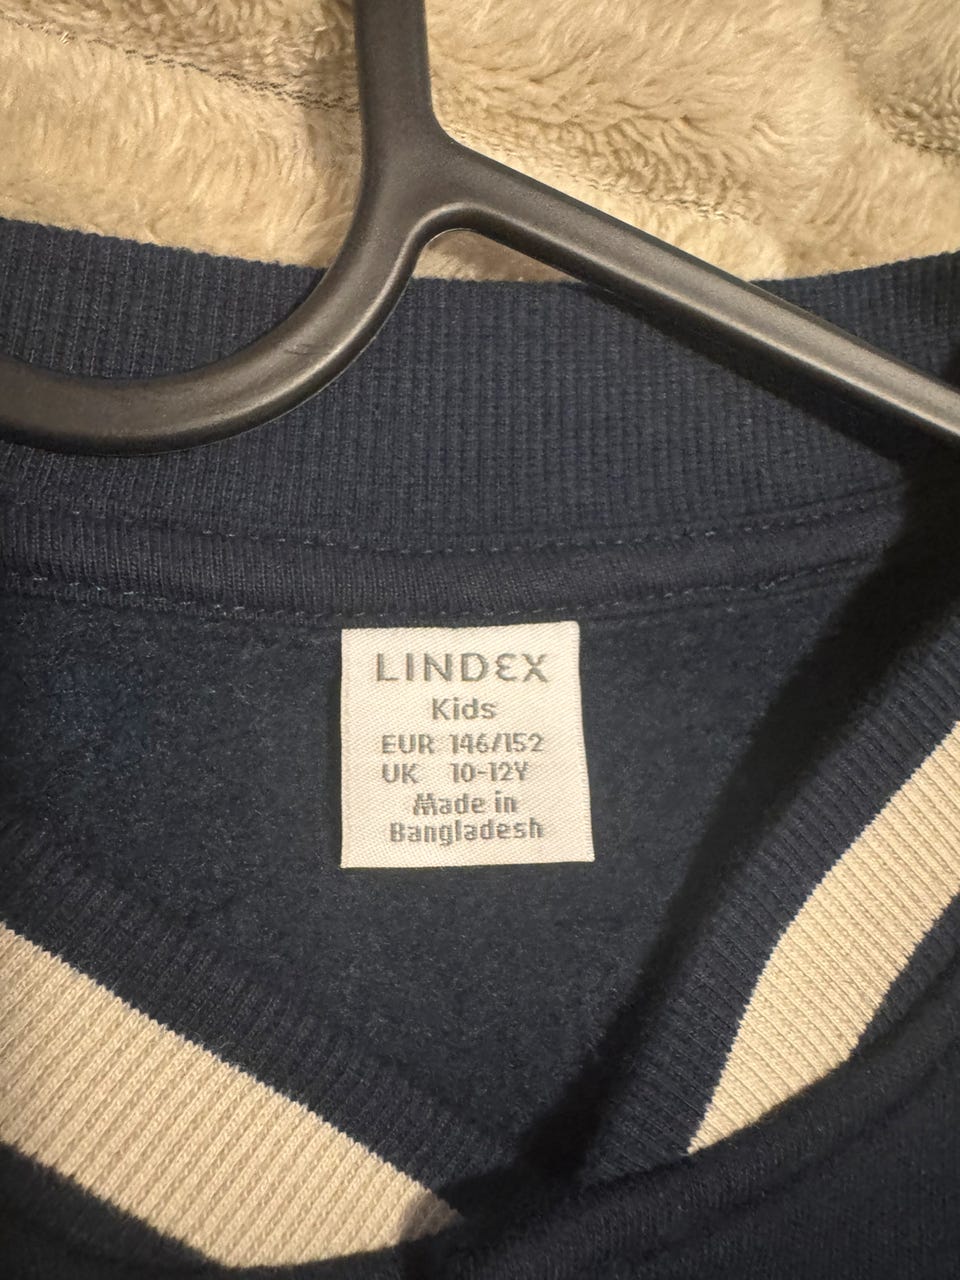 LINDEX
Kids
EUR 146/152
UK 10-12Y
Made in
Bangladesh